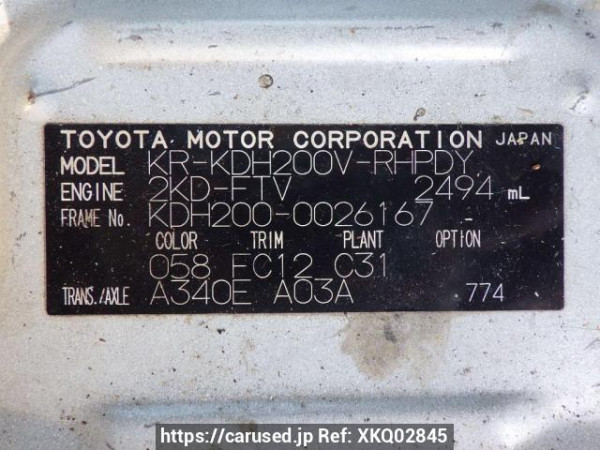 TOYOTA MOTOR CORPORATION JAPAN
MODEL KR-KDH200V-RHPDY
ENGINE 2KD-FTV 2494 mL
FRAME No. KDH200-0026167 -
COLOR TRIM PLANT OPTION
058 FC12 C31
TRANS./AXLE A340E A03A 774
https://carused.jp Ref: XKQ02845